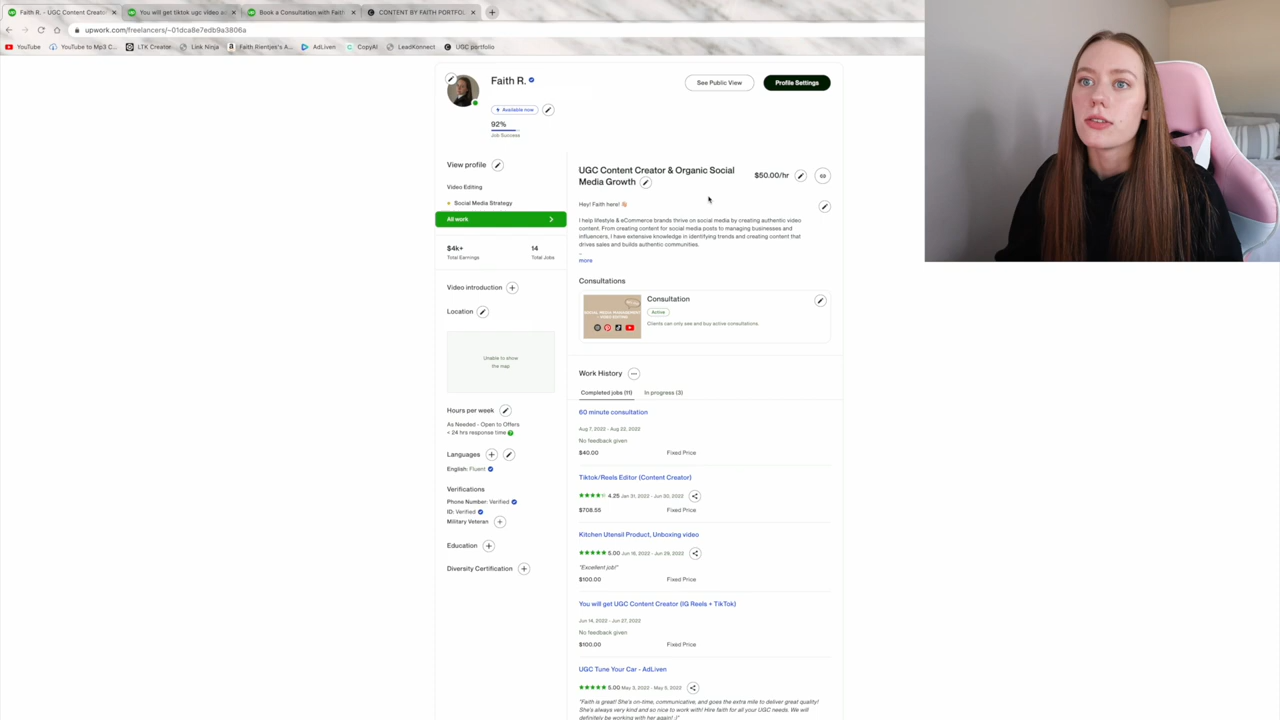 Faith R. - UGC Content Creato
You will get tiktok ugc video a
Book a Consultation with Faith
CONTENT BY FAITH PORTFOL
upwork.com/freelancers/~01dca8e7edb9a3806a
YouTube
YouTube to Mp3 C...
LTK Creator
Link Ninja
Faith Rientjes's A...
AdLiven
CopyAI
LeadKonnect
UGC portfolio
Faith R.
Available now
92%
Job Success
See Public View
Profile Settings
View profile
Video Editing
Social Media Strategy
All work
$4k+
14
Total Earnings
Total Jobs
Video introduction
Location
Unable to show
the map
Hours per week
As Needed - Open to Offers
< 24 hrs response time
Languages
English: Fluent
Verifications
Phone Number: Verified
ID: Verified
Military Veteran
Education
Diversity Certification
UGC Content Creator & Organic Social
Media Growth
$50.00/hr
Hey! Faith here!
I help lifestyle & eCommerce brands thrive on social media by creating authentic video
content. From creating content for social media posts to managing businesses and
influencers, I have extensive knowledge in identifying trends and creating content that
drives sales and builds authentic communities.
..
more
Consultations
SOCIAL MEDIA MANAGEMENT
Consultation
Active
Clients can only see and buy active consultations.
Work History
Completed jobs (11)
In progress (3)
60 minute consultation
Aug 7, 2022 - Aug 22, 2022
No feedback given
$40.00
Fixed Price
Tiktok/Reels Editor (Content Creator)
4.25 Jan 31, 2022 - Jun 30, 2022
$708.55
Fixed Price
Kitchen Utensil Product, Unboxing video
5.00 Jun 16, 2022 - Jun 29, 2022
"Excellent job!"
$100.00
Fixed Price
You will get UGC Content Creator (IG Reels + TikTok)
Jun 14, 2022 - Jun 27, 2022
No feedback given
$100.00
Fixed Price
UGC Tune Your Car - AdLiven
5.00 May 3, 2022 - May 9, 2022
"Faith is great! She's on-time, communicative, and goes the extra mile to deliver great quality!
She's always very kind and so nice to work with! Hire faith for all your UGC needs. We will
definitely be working with her again! :)"